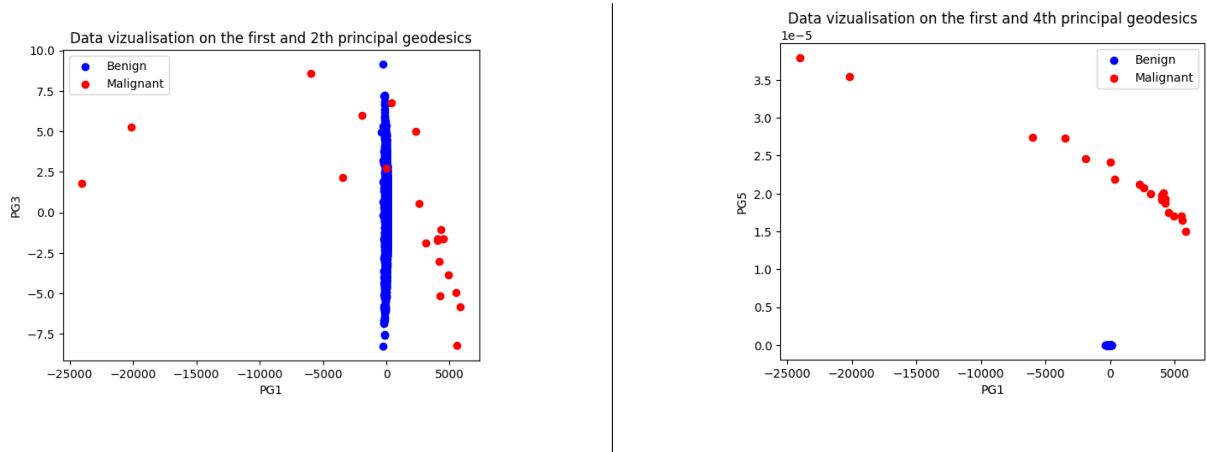 Data vizualisation on the first and 2th principal geodesics
10.0
7.5
5.0
2.5
0.0
−2.5
−5.0
−7.5
PG3
Benign
Malignant
−25000 −20000 −15000 −10000 −5000 0 5000
PG1
Data vizualisation on the first and 4th principal geodesics
1e−5
3.5
3.0
2.5
2.0
1.5
1.0
0.5
0.0
PG5
Benign
Malignant
−25000 −20000 −15000 −10000 −5000 0 5000
PG1